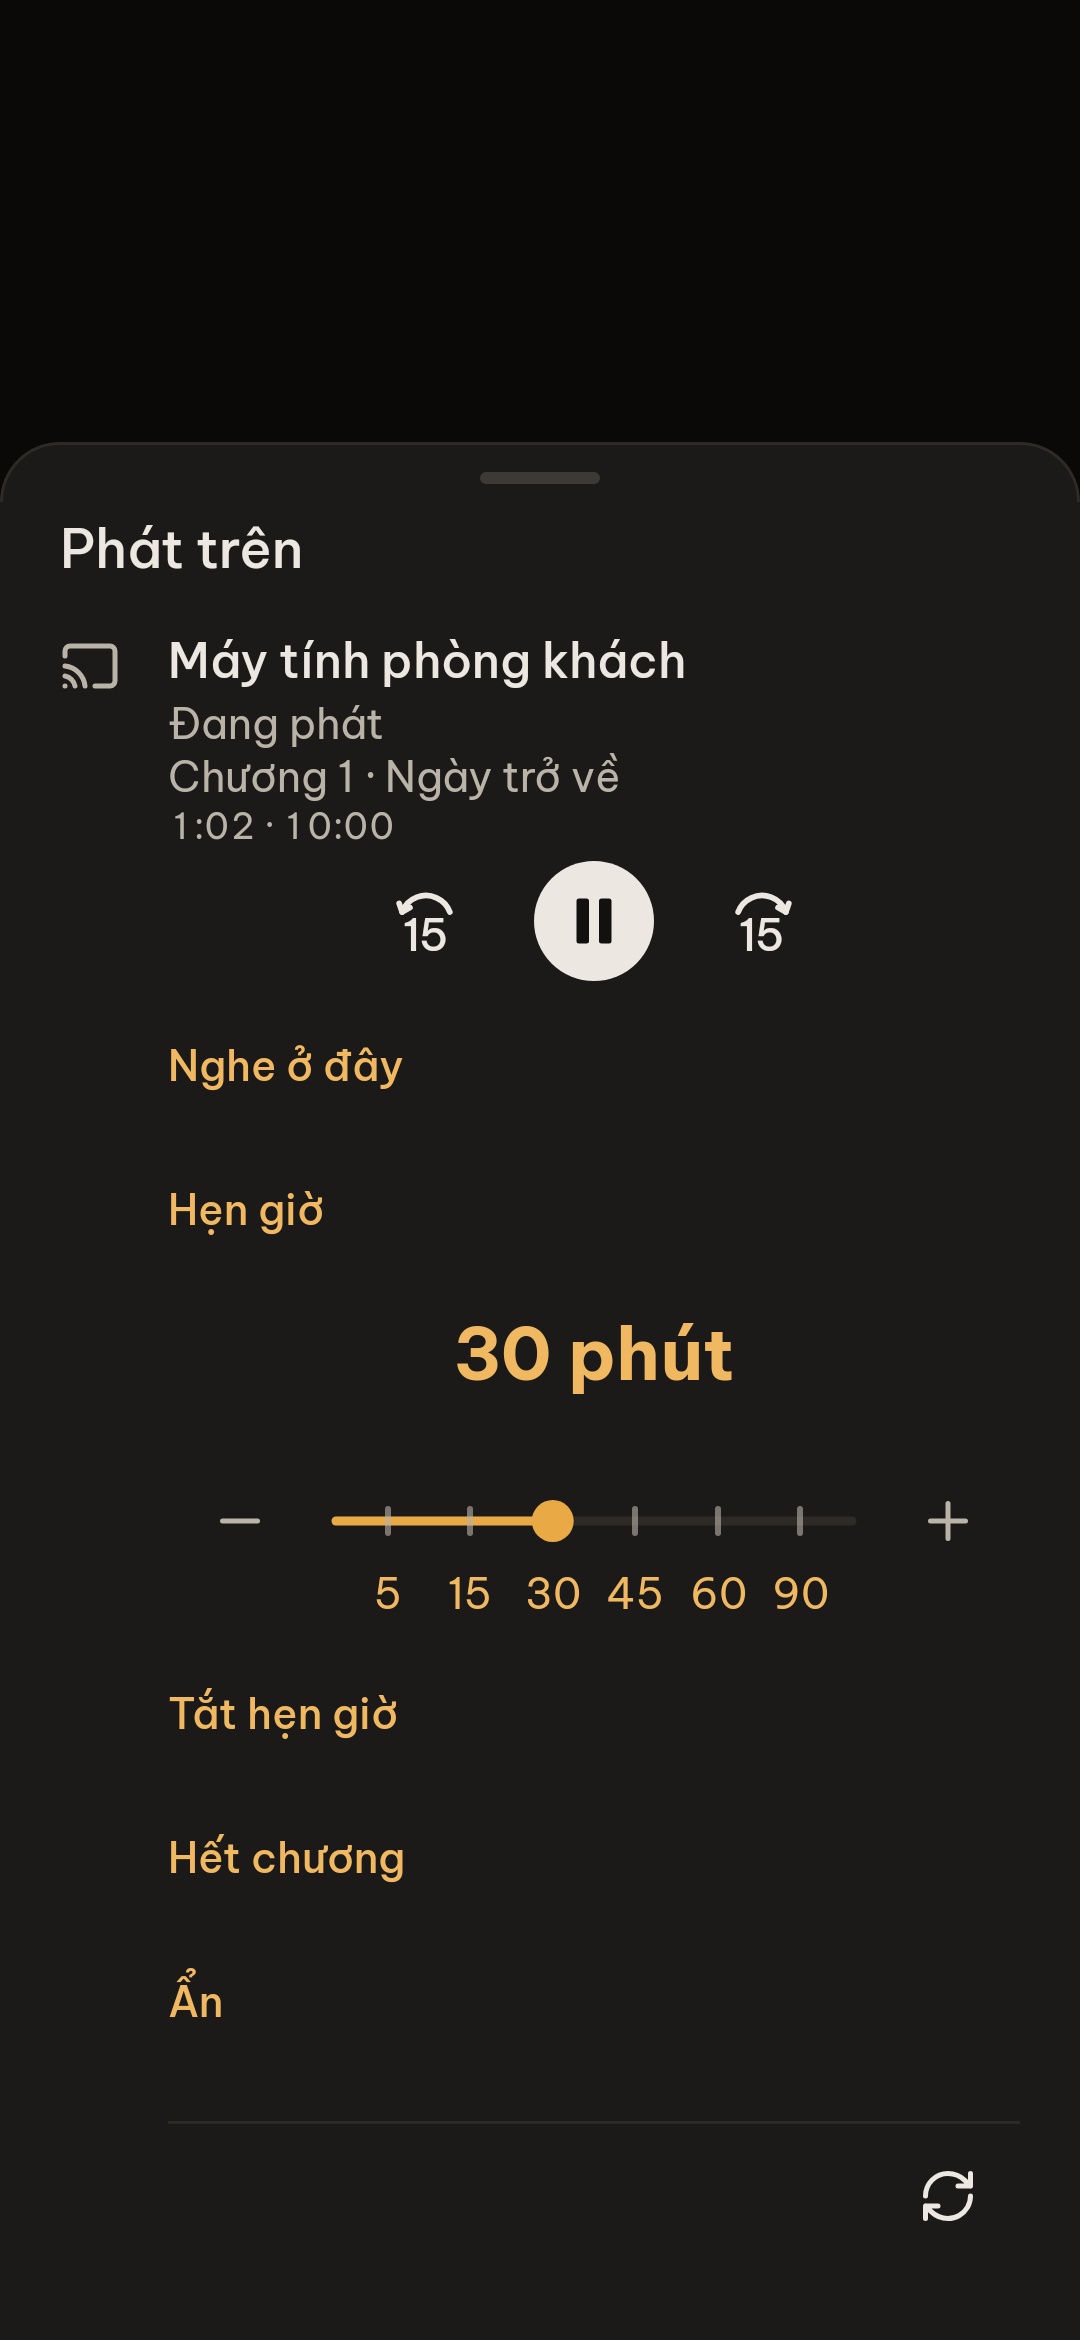 Phát trên
Máy tính phòng khách
Đang phát
Chương 1 · Ngày trở về
1:02 · 10:00
15 15
Nghe ở đây
Hẹn giờ
30 phút
5 15 30 45 60 90
Tắt hẹn giờ
Hết chương
Ẩn